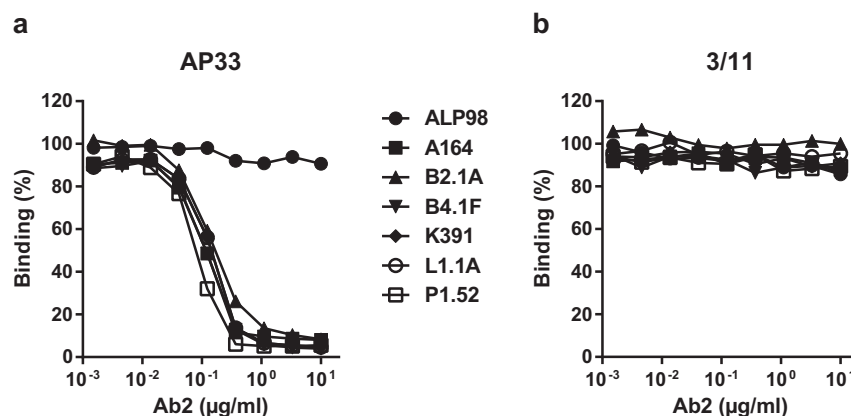 a
AP33
120
100
80
60
40
20
0
Binding (%)
10⁻³ 10⁻² 10⁻¹ 10⁰ 10¹
Ab2 (µg/ml)
ALP98
A164
B2.1A
B4.1F
K391
L1.1A
P1.52
b
3/11
120
100
80
60
40
20
0
Binding (%)
10⁻³ 10⁻² 10⁻¹ 10⁰ 10¹
Ab2 (µg/ml)